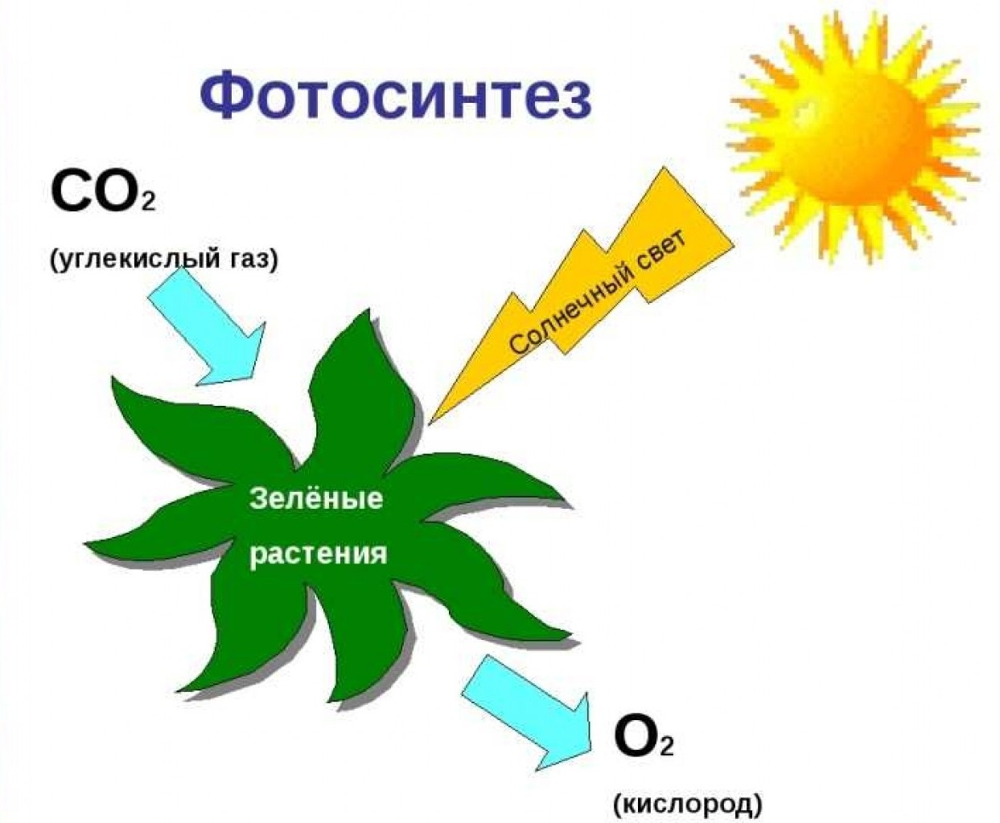 Фотосинтез
CO₂
(углекислый газ)
Солнечный свет
Зелёные
растения
O₂
(кислород)